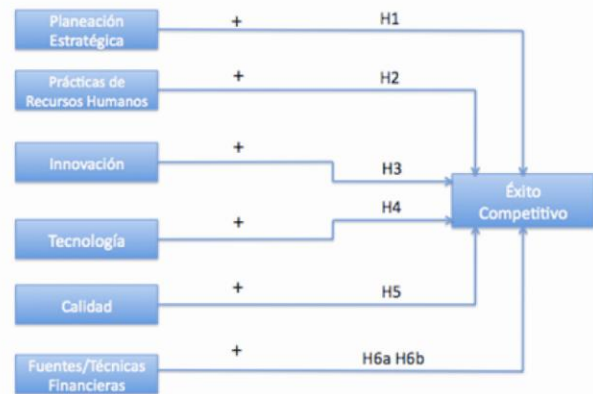 Planeación
Estratégica
+
H1
Prácticas de
Recursos Humanos
+
H2
Innovación
+
H3
Éxito
Competitivo
Tecnología
+
H4
Calidad
+
H5
Fuentes/Técnicas
Financieras
+
H6a H6b